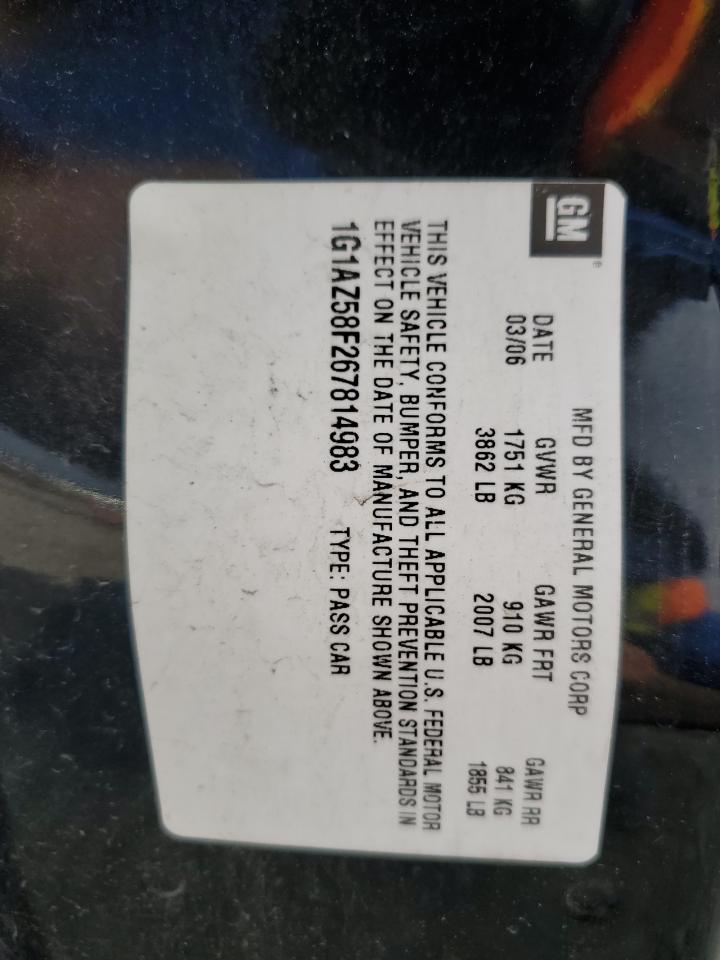 GM
®
MFD BY GENERAL MOTORS CORP
DATE GVWR GAWR FRT GAWR RR
03/06 1751 KG 910 KG 841 KG
3862 LB 2007 LB 1855 LB
THIS VEHICLE CONFORMS TO ALL APPLICABLE U.S. FEDERAL MOTOR
VEHICLE SAFETY, BUMPER, AND THEFT PREVENTION STANDARDS IN
EFFECT ON THE DATE OF MANUFACTURE SHOWN ABOVE.
1G1AZ58F267814983 TYPE: PASS CAR